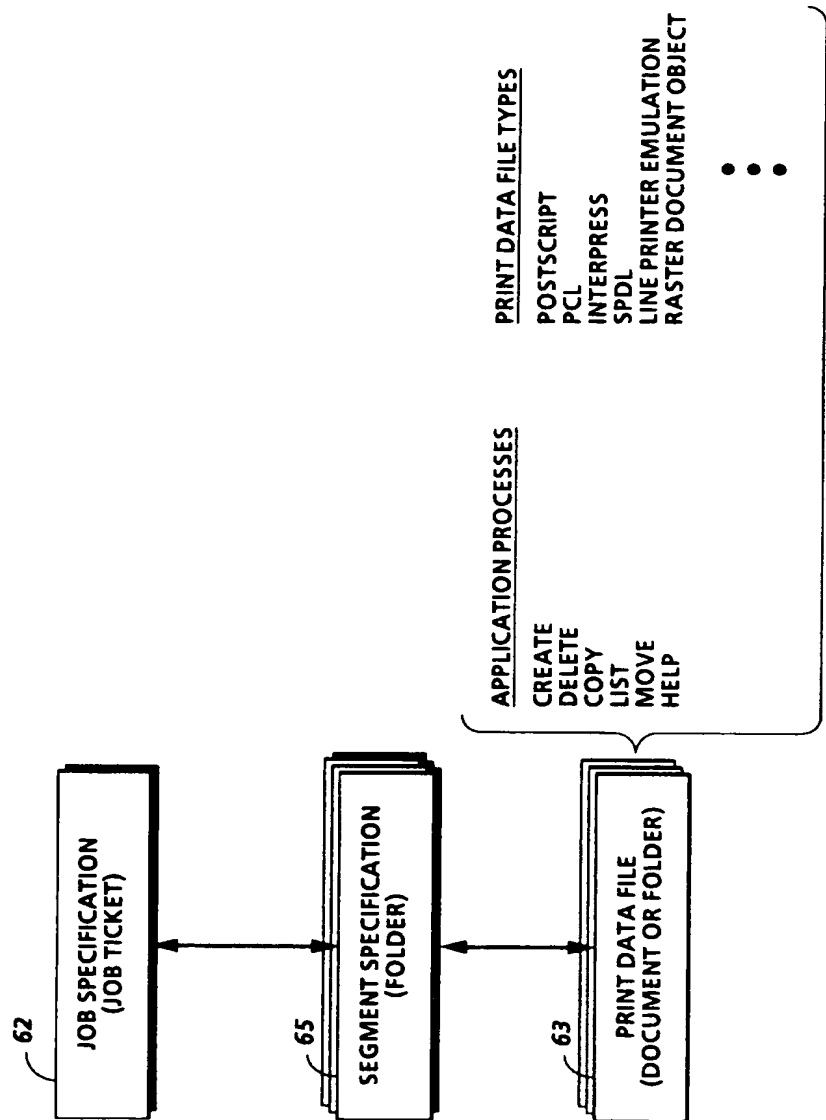 62
JOB SPECIFICATION
(JOB TICKET)
65
SEGMENT SPECIFICATION
(FOLDER)
63
PRINT DATA FILE
(DOCUMENT OR FOLDER)
APPLICATION PROCESSES
CREATE
DELETE
COPY
LIST
MOVE
HELP
PRINT DATA FILE TYPES
POSTSCRIPT
PCL
INTERPRESS
SPDL
LINE PRINTER EMULATION
RASTER DOCUMENT OBJECT